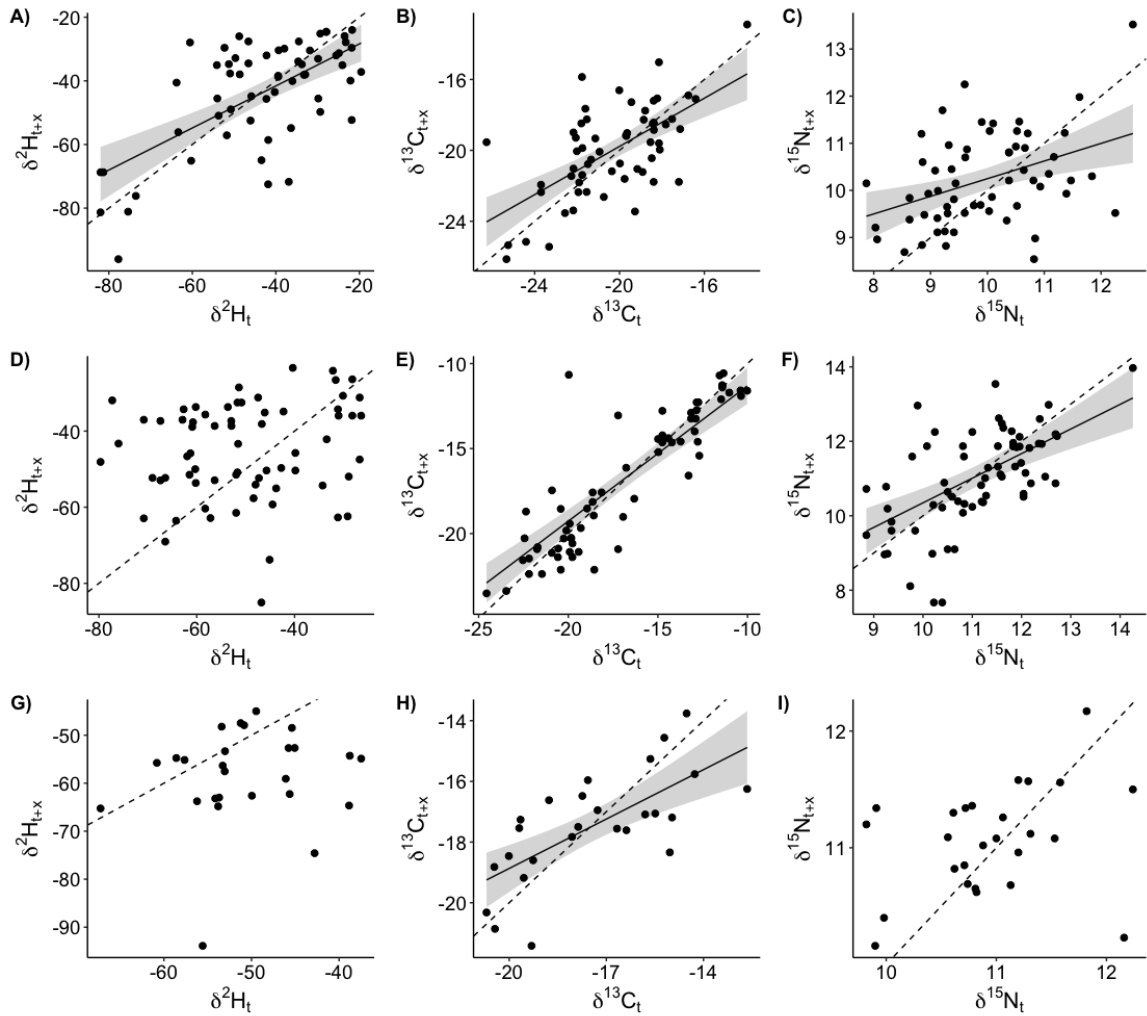 A)
δ²Hₜ₊ₓ
-20
-40
-60
-80
-80 -60 -40 -20
δ²Hₜ
B)
δ¹³Cₜ₊ₓ
-16
-20
-24
-24 -20 -16
δ¹³Cₜ
C)
δ¹⁵Nₜ₊ₓ
13
12
11
10
9
8 9 10 11 12
δ¹⁵Nₜ
D)
δ²Hₜ₊ₓ
-40
-60
-80
-80 -60 -40
δ²Hₜ
E)
δ¹³Cₜ₊ₓ
-10
-15
-20
-25 -20 -15 -10
δ¹³Cₜ
F)
δ¹⁵Nₜ₊ₓ
14
12
10
8
9 10 11 12 13 14
δ¹⁵Nₜ
G)
δ²Hₜ₊ₓ
-50
-60
-70
-80
-90
-60 -50 -40
δ²Hₜ
H)
δ¹³Cₜ₊ₓ
-14
-16
-18
-20
-20 -17 -14
δ¹³Cₜ
I)
δ¹⁵Nₜ₊ₓ
12
11
10 11 12
δ¹⁵Nₜ